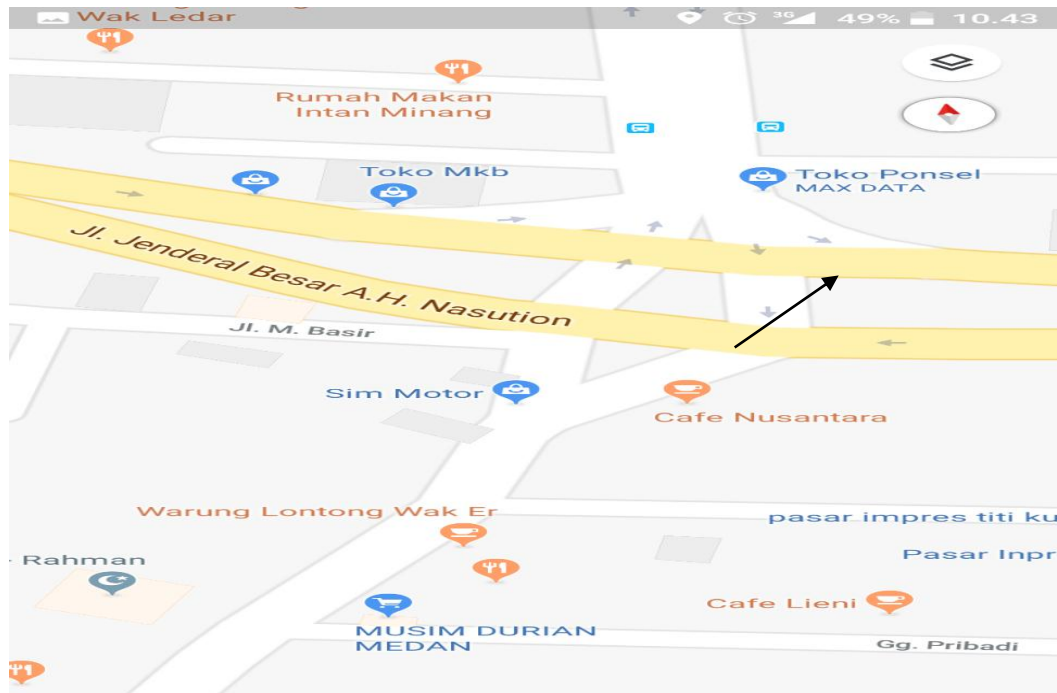 Wak Ledar
3G 49% 10.43
Rumah Makan
Intan Minang
Toko Mkb
Toko Ponsel
MAX DATA
Jl. Jenderal Besar A.H. Nasution
Jl. M. Basir
Sim Motor
Cafe Nusantara
Warung Lontong Wak Er
pasar impres titi ku
Rahman
Pasar Inpr
Cafe Lieni
MUSIM DURIAN
MEDAN
Gg. Pribadi